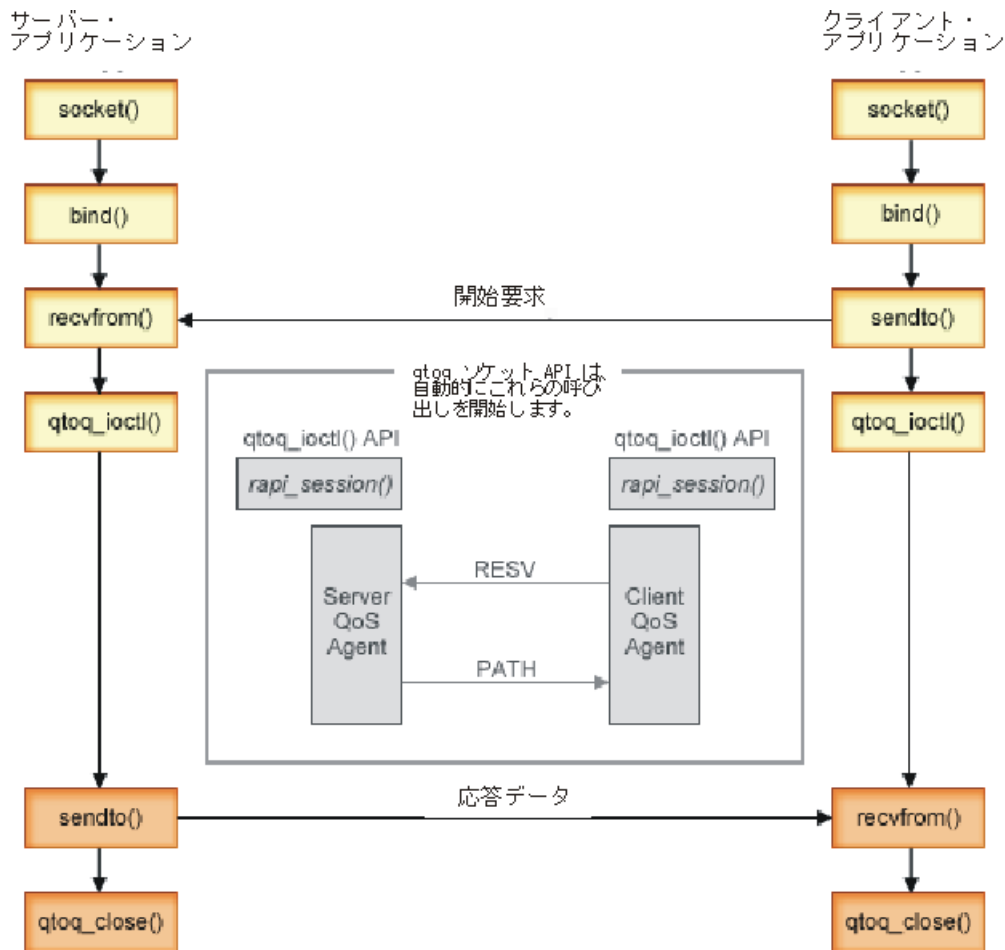 サーバー・
アプリケーション
クライアント・
アプリケーション
socket()
socket()
bind()
bind()
開始要求
recvfrom()
sendto()
qtoq ソケット API は
自動的にこれらの呼び
出しを開始します。
qtoq_ioctl()
qtoq_ioctl()
qtoq_ioctl() API
qtoq_ioctl() API
rapi_session()
rapi_session()
RESV
Server
QoS
Agent
Client
QoS
Agent
PATH
応答データ
sendto()
recvfrom()
qtoq_close()
qtoq_close()